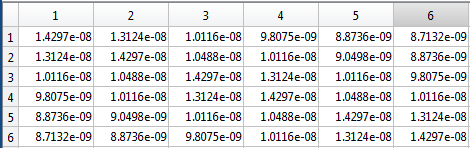 1 2 3 4 5 6
1 1.4297e-08 1.3124e-08 1.0116e-08 9.8075e-09 8.8736e-09 8.7132e-09
2 1.3124e-08 1.4297e-08 1.0488e-08 1.0116e-08 9.0498e-09 8.8736e-09
3 1.0116e-08 1.0488e-08 1.4297e-08 1.3124e-08 1.0116e-08 9.8075e-09
4 9.8075e-09 1.0116e-08 1.3124e-08 1.4297e-08 1.0488e-08 1.0116e-08
5 8.8736e-09 9.0498e-09 1.0116e-08 1.0488e-08 1.4297e-08 1.3124e-08
6 8.7132e-09 8.8736e-09 9.8075e-09 1.0116e-08 1.3124e-08 1.4297e-08